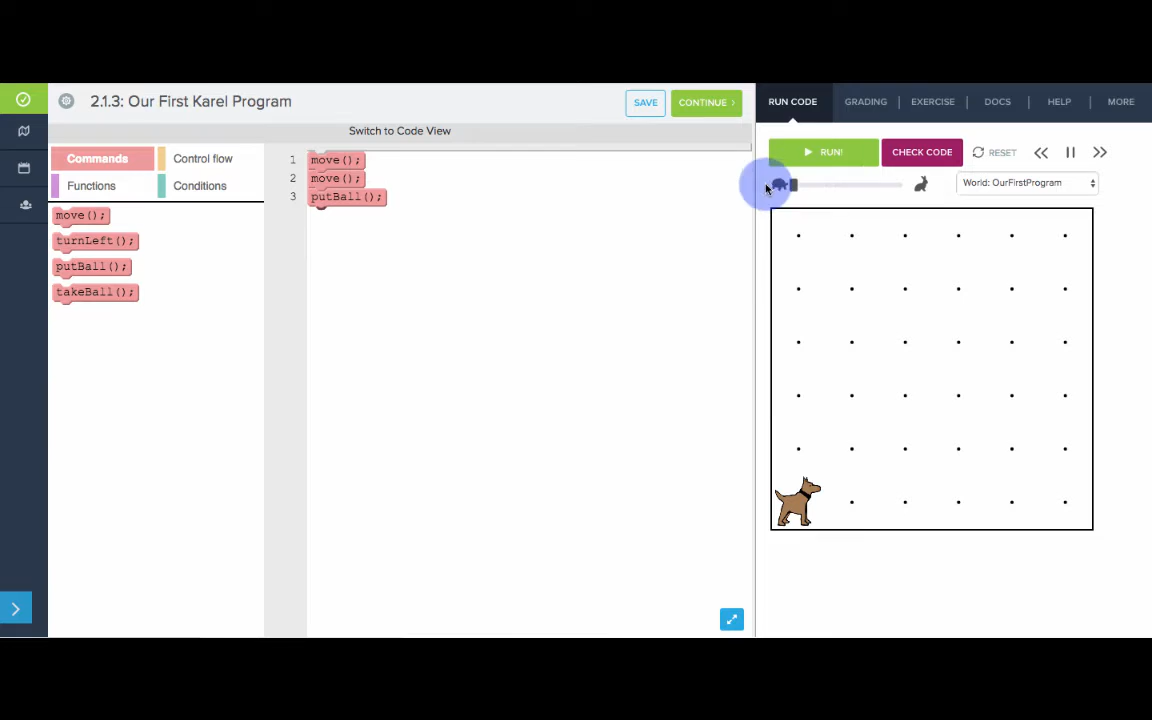 2.1.3: Our First Karel Program
SAVE
CONTINUE ›
RUN CODE
GRADING
EXERCISE
DOCS
HELP
MORE
Switch to Code View
Commands
Control flow
Functions
Conditions
move();
turnLeft();
putBall();
takeBall();
1 move();
2 move();
3 putBall();
RUN!
CHECK CODE
RESET
World: OurFirstProgram